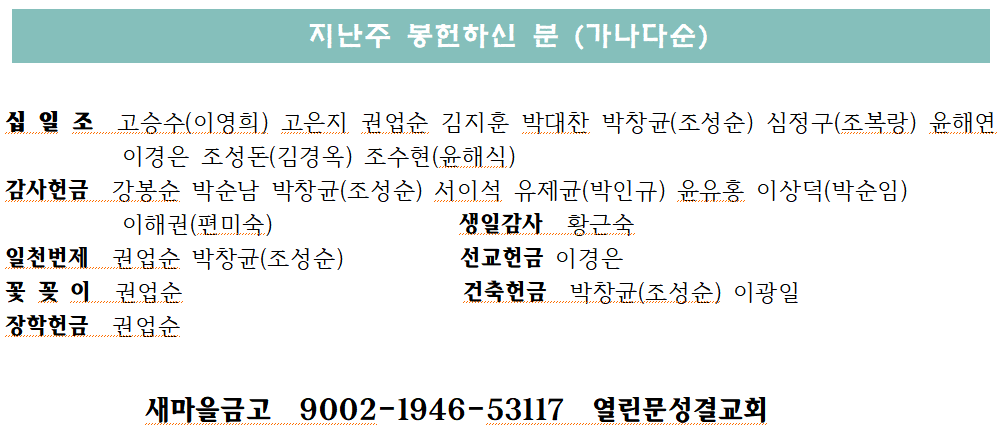 지난주 봉헌하신 분 (가나다순)
십 일 조 고승수(이영희) 고은지 권업순 김지훈 박대찬 박창균(조성순) 심정구(조복랑) 윤해연
이경은 조성돈(김경옥) 조수현(윤해식)
감사헌금 강봉순 박순남 박창균(조성순) 서이석 유제균(박인규) 윤유홍 이상덕(박순임)
이해권(편미숙) 생일감사 황근숙
일천번제 권업순 박창균(조성순) 선교헌금 이경은
꽃 꽂 이 권업순 건축헌금 박창균(조성순) 이광일
장학헌금 권업순
새마을금고 9002-1946-53117 열린문성결교회